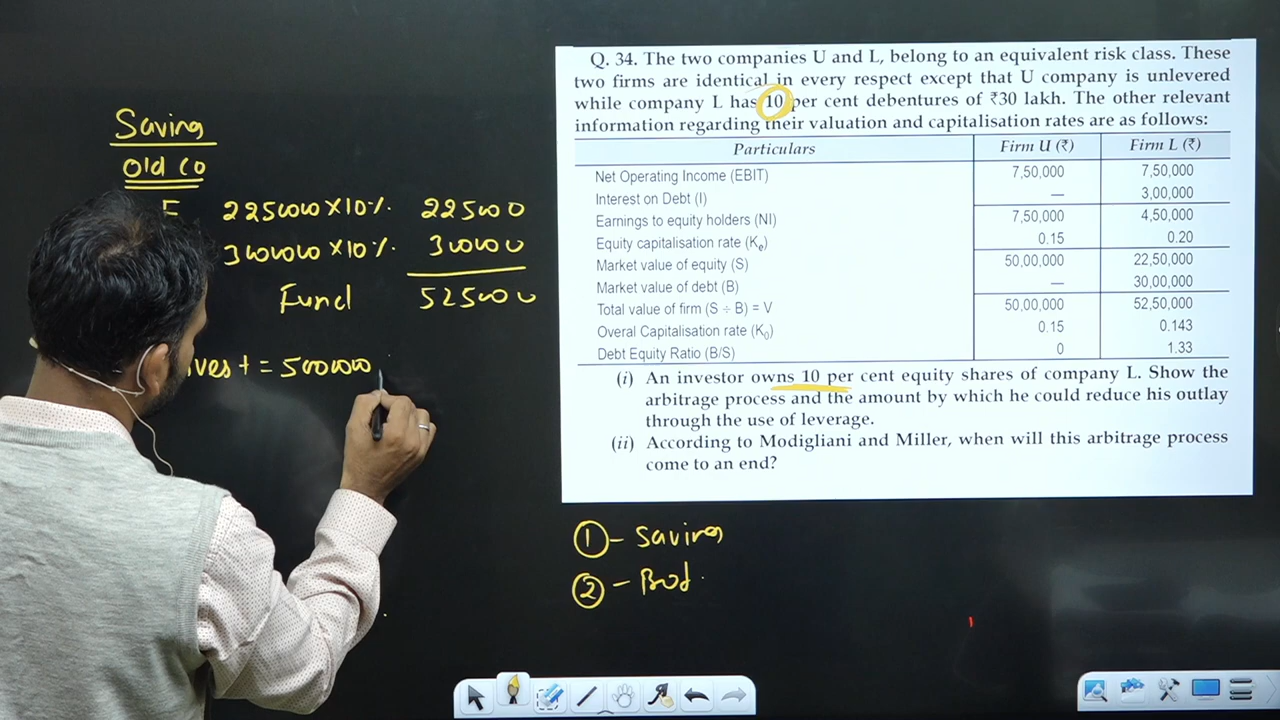 Saving
Old Co
E 2250000 X 10 %. 225000
3000000 X 10 %. 300000
Fund 525000
vest = 5000000
Q. 34. The two companies U and L, belong to an equivalent risk class. These
two firms are identical in every respect except that U company is unlevered
while company L has 10 per cent debentures of ₹30 lakh. The other relevant
information regarding their valuation and capitalisation rates are as follows:
Particulars Firm U (₹) Firm L (₹)
Net Operating Income (EBIT) 7,50,000 7,50,000
Interest on Debt (I) — 3,00,000
Earnings to equity holders (NI) 7,50,000 4,50,000
Equity capitalisation rate (Ke) 0.15 0.20
Market value of equity (S) 50,00,000 22,50,000
Market value of debt (B) — 30,00,000
Total value of firm (S ÷ B) = V 50,00,000 52,50,000
Overal Capitalisation rate (K0) 0.15 0.143
Debt Equity Ratio (B/S) 0 1.33
(i) An investor owns 10 per cent equity shares of company L. Show the
arbitrage process and the amount by which he could reduce his outlay
through the use of leverage.
(ii) According to Modigliani and Miller, when will this arbitrage process
come to an end?
① - Saving
② -